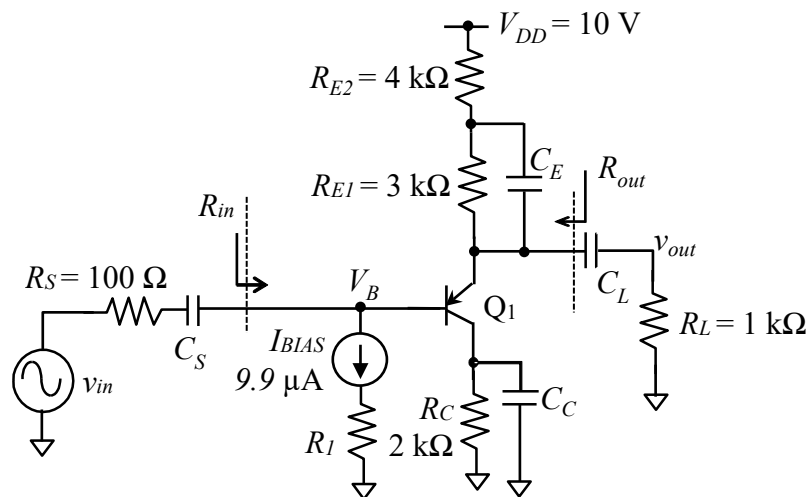 V_DD = 10 V
R_E2 = 4 kΩ
C_E
R_out
R_E1 = 3 kΩ
R_in
v_out
R_S = 100 Ω
V_B
Q1
C_L
R_L = 1 kΩ
C_S
I_BIAS
9.9 µA
v_in
R_C
C_C
R_1
2 kΩ